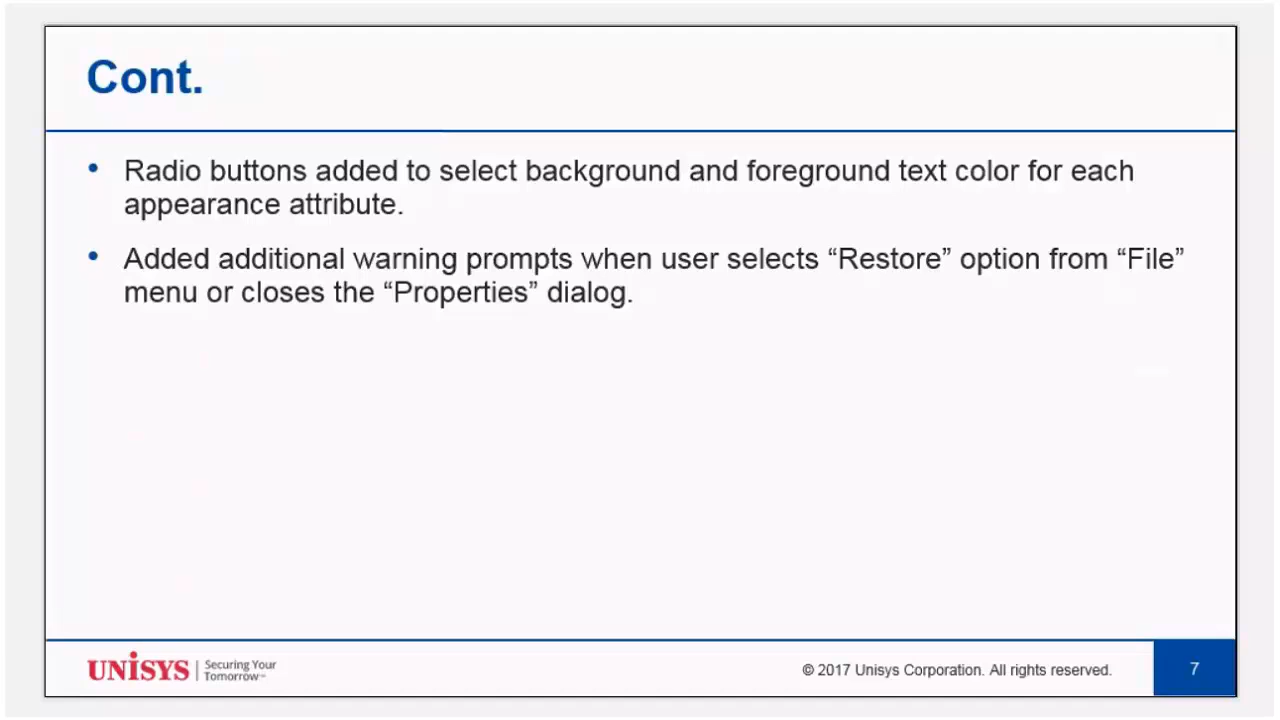 Cont.
• Radio buttons added to select background and foreground text color for each
appearance attribute.
• Added additional warning prompts when user selects “Restore” option from “File”
menu or closes the “Properties” dialog.
UNiSYS | Securing Your
Tomorrow℠
© 2017 Unisys Corporation. All rights reserved.
7